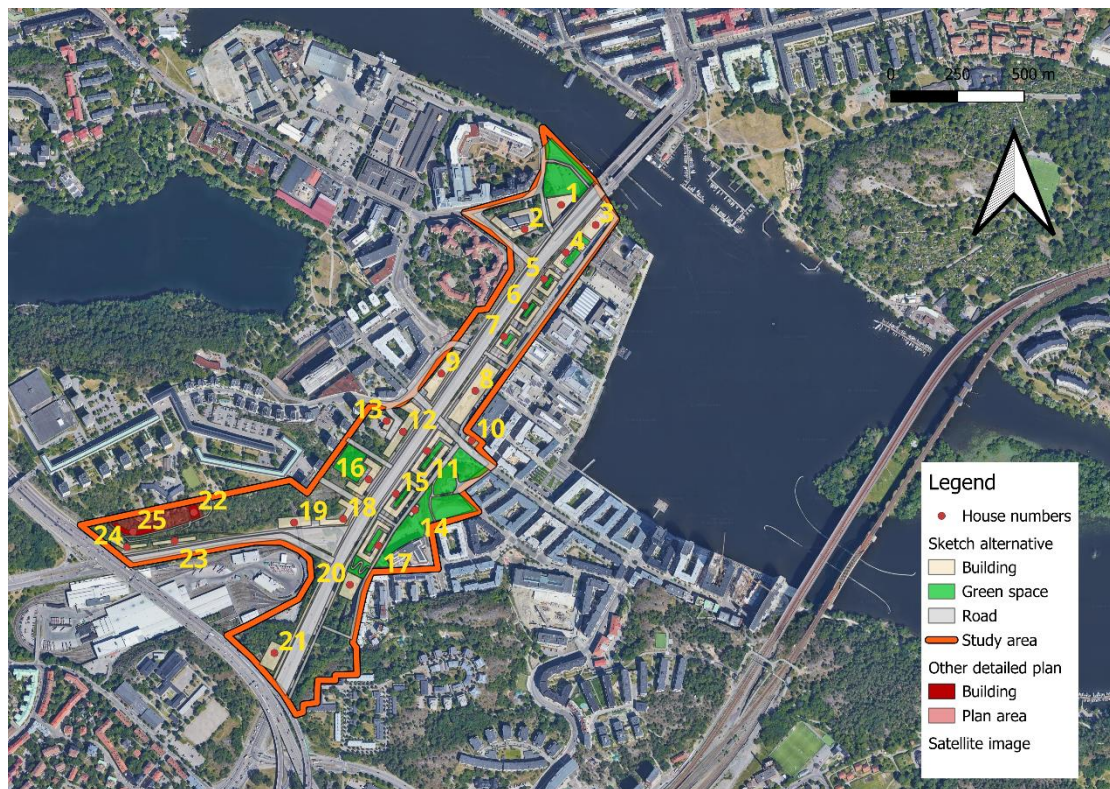 0 250 500 m
1
2
3
4
5
6
7
9
8
13
12
10
16
11
15
22
18
19
14
25
24
23
17
20
21
Legend
House numbers
Sketch alternative
Building
Green space
Road
Study area
Other detailed plan
Building
Plan area
Satellite image